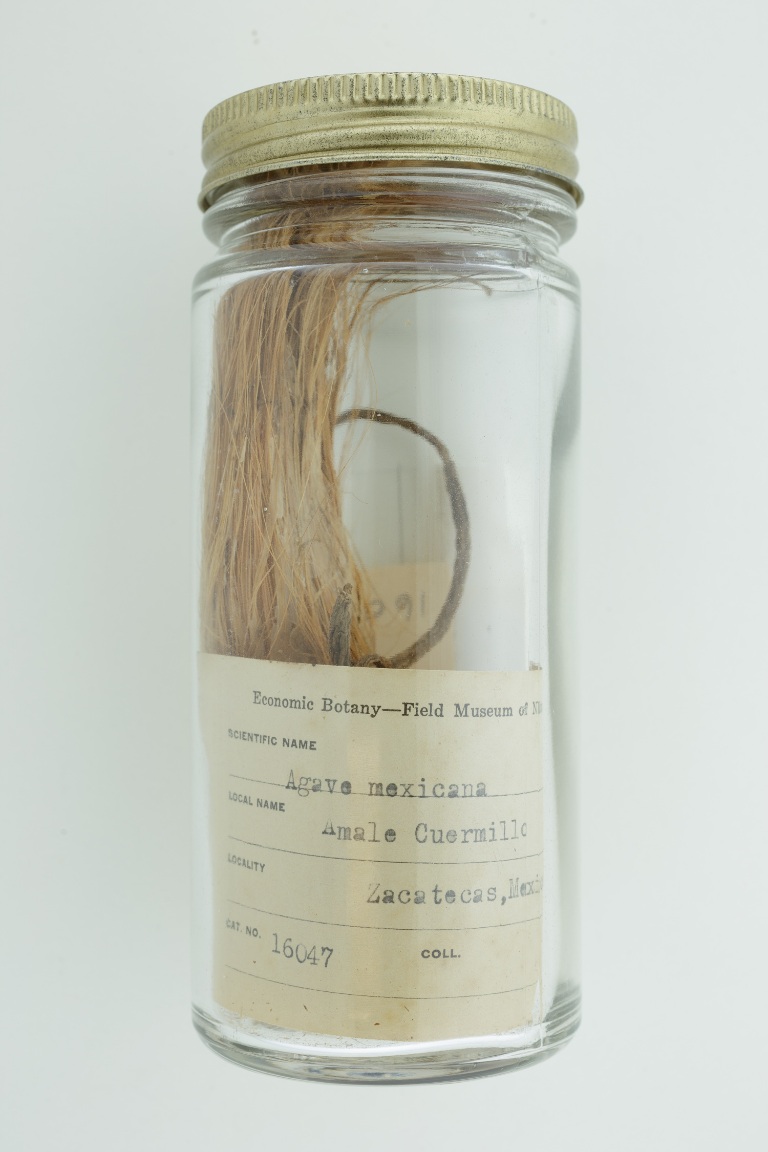 Economic Botany—Field Museum of
SCIENTIFIC NAME
Agave mexicana
LOCAL NAME
Amale Cuermillo
LOCALITY
Zacatecas,
CAT. NO. 16047 COLL.